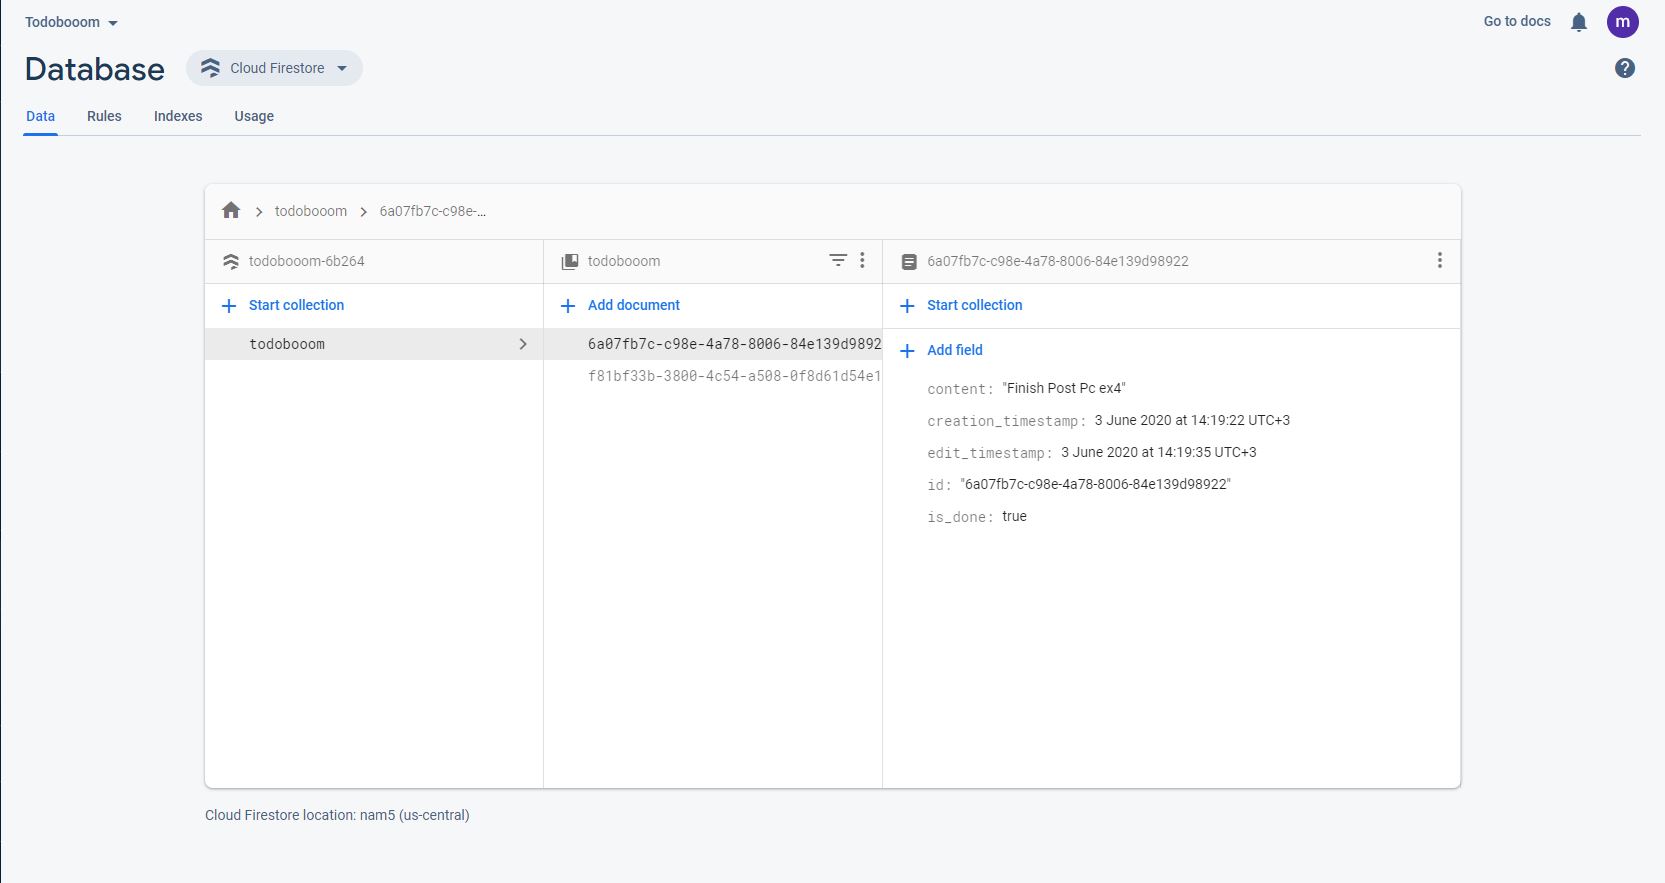 Todobooom
Go to docs
m
Database
Cloud Firestore
?
Data Rules Indexes Usage
todobooom
6a07fb7c-c98e-...
todobooom-6b264
todobooom
6a07fb7c-c98e-4a78-8006-84e139d98922
Start collection
Add document
Start collection
todobooom
6a07fb7c-c98e-4a78-8006-84e139d9892
Add field
f81bf33b-3800-4c54-a508-0f8d61d54e1
content: "Finish Post Pc ex4"
creation_timestamp: 3 June 2020 at 14:19:22 UTC+3
edit_timestamp: 3 June 2020 at 14:19:35 UTC+3
id: "6a07fb7c-c98e-4a78-8006-84e139d98922"
is_done: true
Cloud Firestore location: nam5 (us-central)